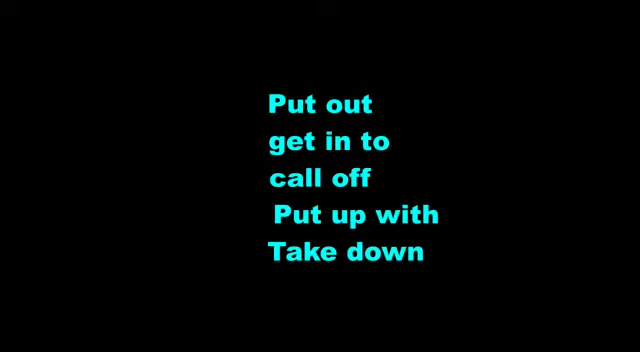 Put out
get in to
call off
Put up with
Take down